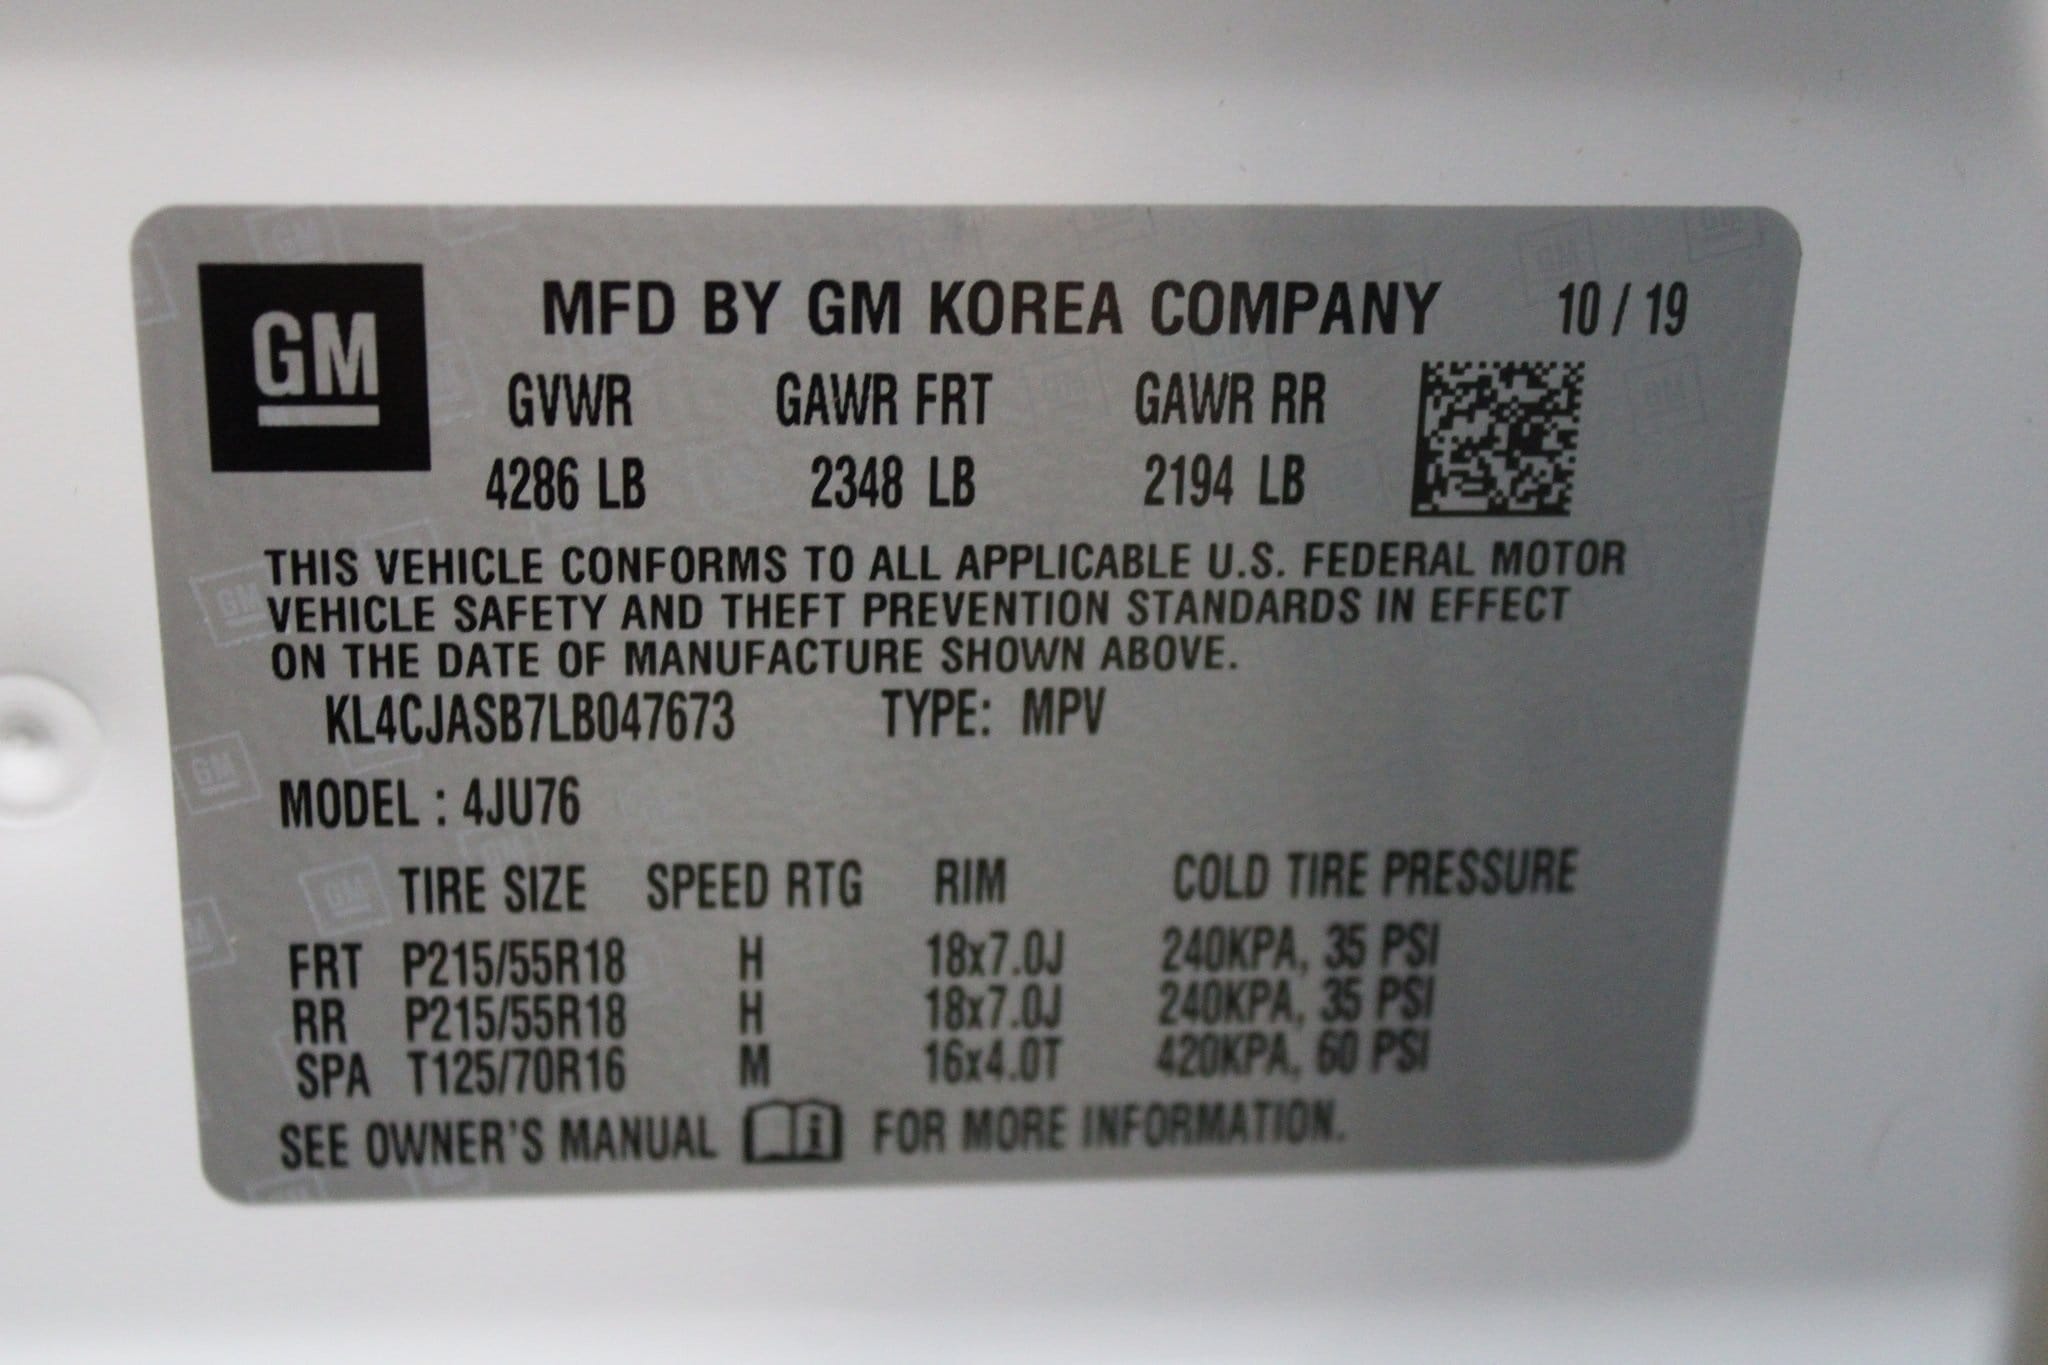 GM
MFD BY GM KOREA COMPANY 10 / 19
GVWR GAWR FRT GAWR RR
4286 LB 2348 LB 2194 LB
THIS VEHICLE CONFORMS TO ALL APPLICABLE U.S. FEDERAL MOTOR
VEHICLE SAFETY AND THEFT PREVENTION STANDARDS IN EFFECT
ON THE DATE OF MANUFACTURE SHOWN ABOVE.
KL4CJASB7LB047673 TYPE: MPV
MODEL : 4JU76
TIRE SIZE SPEED RTG RIM COLD TIRE PRESSURE
FRT P215/55R18 H 18x7.0J 240KPA, 35 PSI
RR P215/55R18 H 18x7.0J 240KPA, 35 PSI
SPA T125/70R16 M 16x4.0T 420KPA, 60 PSI
SEE OWNER'S MANUAL i FOR MORE INFORMATION.